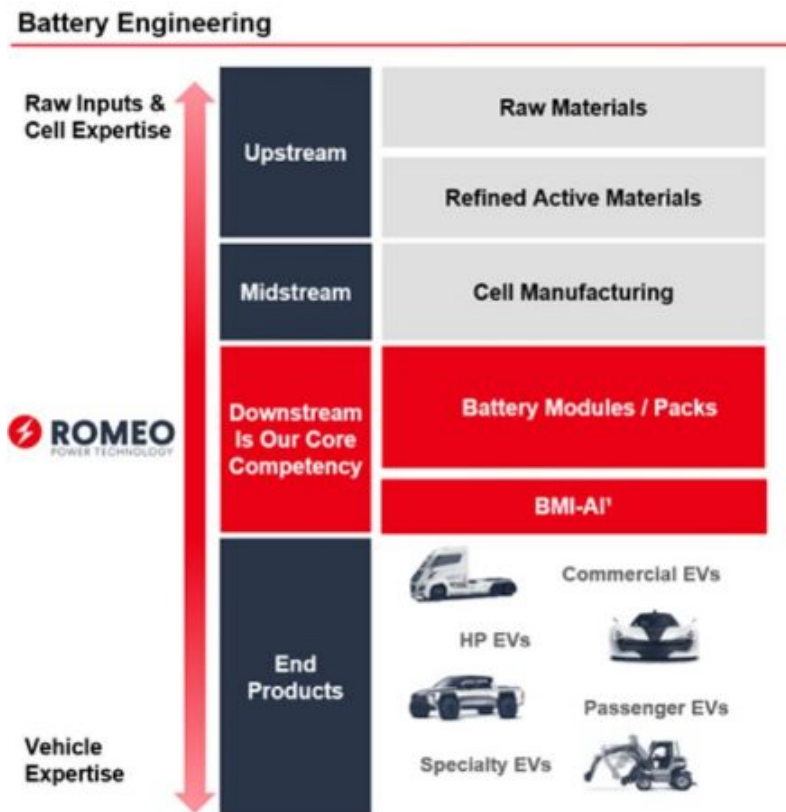 Battery Engineering
Raw Inputs &
Cell Expertise
Upstream
Raw Materials
Refined Active Materials
Midstream
Cell Manufacturing
ROMEO
POWER TECHNOLOGY
Downstream
Is Our Core
Competency
Battery Modules / Packs
BMI-AI¹
End
Products
Commercial EVs
HP EVs
Passenger EVs
Specialty EVs
Vehicle
Expertise